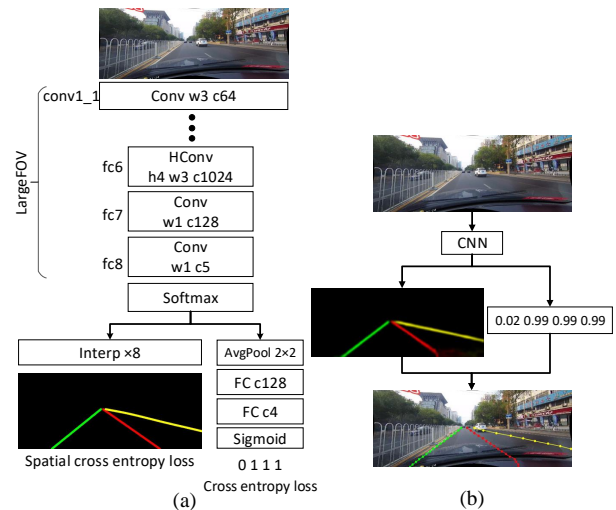 conv1_1
Conv w3 c64
LargeFOV
fc6
HConv
h4 w3 c1024
fc7
Conv
w1 c128
fc8
Conv
w1 c5
Softmax
Interp ×8
AvgPool 2×2
FC c128
FC c4
Sigmoid
Spatial cross entropy loss
0 1 1 1
Cross entropy loss
(a)
CNN
0.02 0.99 0.99 0.99
(b)